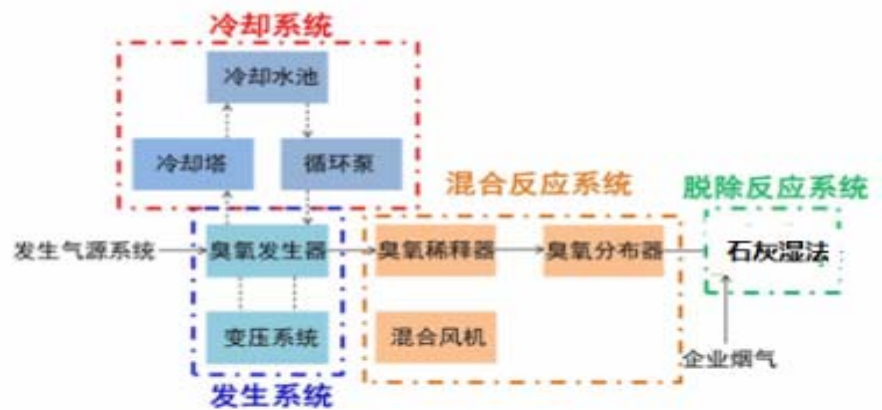 冷却系统
冷却水池
冷却塔
循环泵
混合反应系统
脱除反应系统
发生气源系统
臭氧发生器
臭氧稀释器
臭氧分布器
石灰湿法
变压系统
混合风机
企业烟气
发生系统